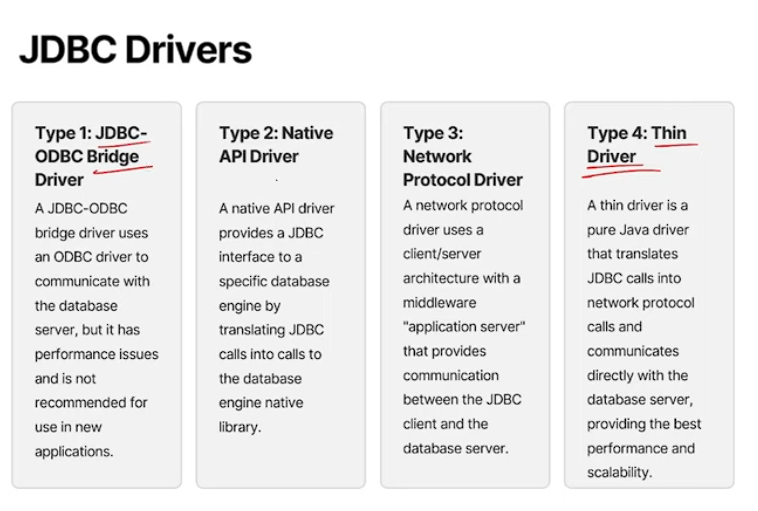 JDBC Drivers
Type 1: JDBC-
ODBC Bridge
Driver
A JDBC-ODBC
bridge driver uses
an ODBC driver to
communicate with
the database
server, but it has
performance issues
and is not
recommended for
use in new
applications.
Type 2: Native
API Driver
A native API driver
provides a JDBC
interface to a
specific database
engine by
translating JDBC
calls into calls to
the database
engine native
library.
Type 3:
Network
Protocol Driver
A network protocol
driver uses a
client/server
architecture with a
middleware
"application server"
that provides
communication
between the JDBC
client and the
database server.
Type 4: Thin
Driver
A thin driver is a
pure Java driver
that translates
JDBC calls into
network protocol
calls and
communicates
directly with the
database server,
providing the best
performance and
scalability.